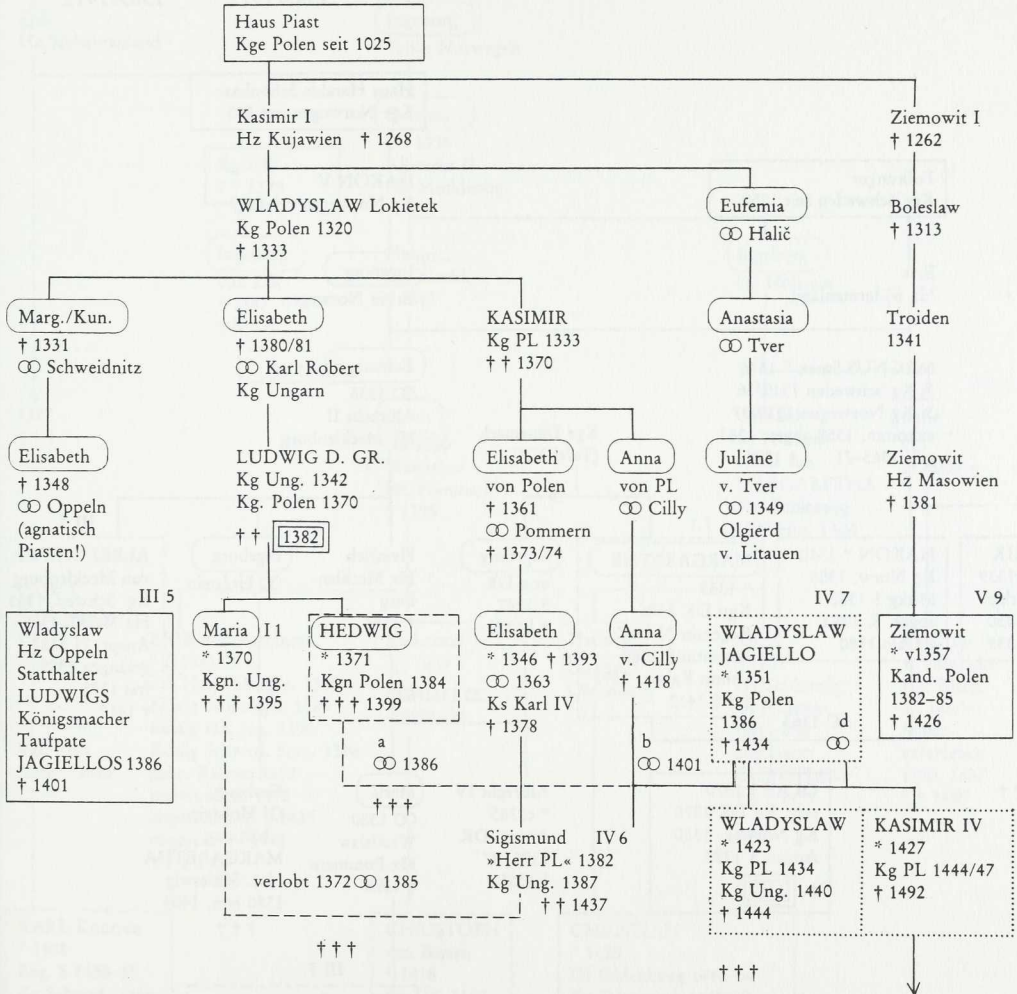 Haus Piast
Kge Polen seit 1025
Kasimir I
Hz Kujawien † 1268
Ziemowit I
† 1262
WLADYSLAW Lokietek
Kg Polen 1320
† 1333
Eufemia
⚭ Halič
Boleslaw
† 1313
Marg./Kun.
† 1331
⚭ Schweidnitz
Elisabeth
† 1380/81
⚭ Karl Robert
Kg Ungarn
KASIMIR
Kg PL 1333
† † 1370
Anastasia
⚭ Tver
Troiden
1341
Elisabeth
† 1348
⚭ Oppeln
(agnatisch
Piasten!)
LUDWIG D. GR.
Kg Ung. 1342
Kg. Polen 1370
† † 1382
Elisabeth
von Polen
† 1361
⚭ Pommern
† 1373/74
Anna
von PL
⚭ Cilly
Juliane
v. Tver
⚭ 1349
Olgierd
v. Litauen
Ziemowit
Hz Masowien
† 1381
III 5
Wladyslaw
Hz Oppeln
Statthalter
LUDWIGS
Königsmacher
Taufpate
JAGIELLOS 1386
† 1401
Maria I 1
* 1370
Kgn. Ung.
† † † 1395
HEDWIG
* 1371
Kgn Polen 1384
† † † 1399
Elisabeth
* 1346 † 1393
⚭ 1363
Ks Karl IV
† 1378
Anna
v. Cilly
† 1418
IV 7
WLADYSLAW
JAGIELLO
* 1351
Kg Polen
1386
† 1434
d
⚭
V 9
Ziemowit
* v1357
Kand. Polen
1382–85
† 1426
a
⚭ 1386
b
⚭ 1401
† † †
Sigismund IV 6
»Herr PL« 1382
Kg Ung. 1387
† † 1437
verlobt 1372 ⚭ 1385
WLADYSLAW
* 1423
Kg PL 1434
Kg Ung. 1440
† 1444
KASIMIR IV
* 1427
Kg PL 1444/47
† 1492
† † †
† † †